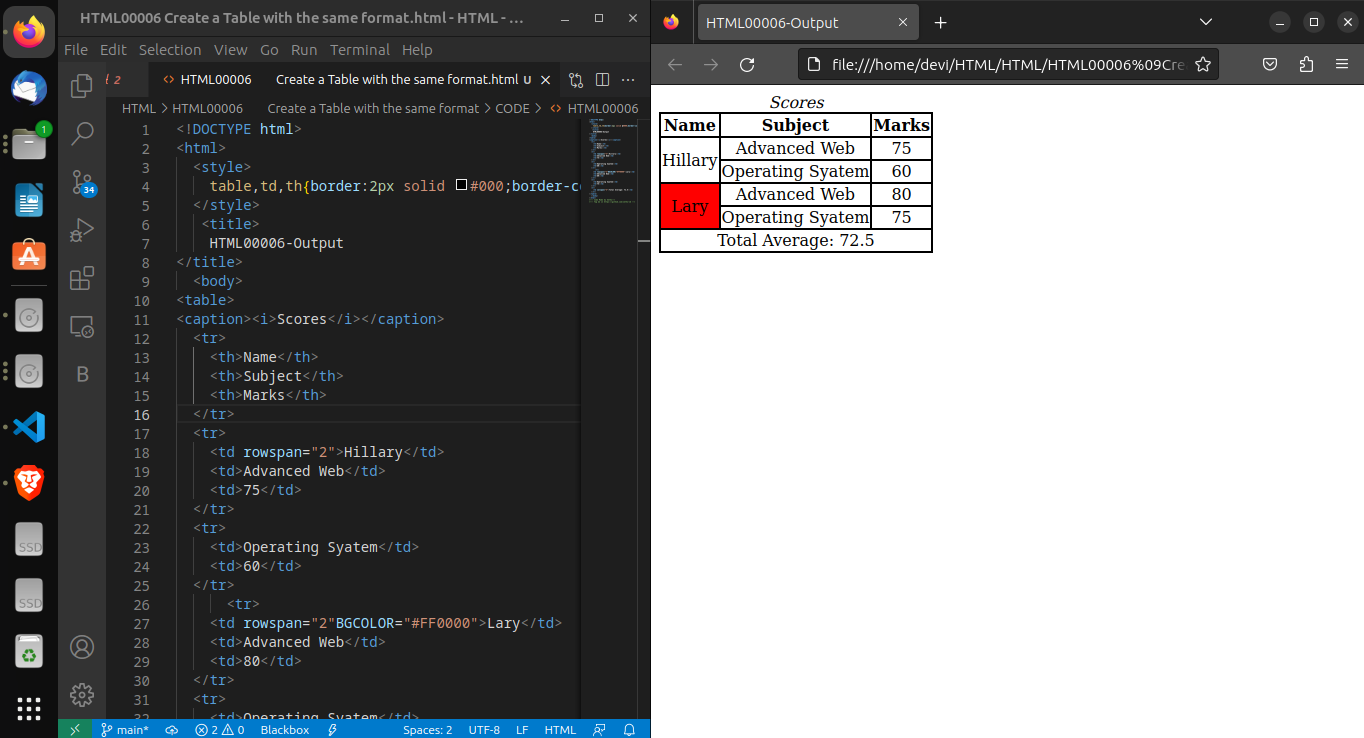 HTML00006 Create a Table with the same format.html - HTML - ...
File Edit Selection View Go Run Terminal Help
2 HTML00006 Create a Table with the same format.html U
HTML > HTML00006 Create a Table with the same format > CODE > HTML00006
1 <!DOCTYPE html>
2 <html>
3 <style>
4 table,td,th{border:2px solid #000;border-co
5 </style>
6 <title>
7 HTML00006-Output
8 </title>
9 <body>
10 <table>
11 <caption><i>Scores</i></caption>
12 <tr>
13 <th>Name</th>
14 <th>Subject</th>
15 <th>Marks</th>
16 </tr>
17 <tr>
18 <td rowspan="2">Hillary</td>
19 <td>Advanced Web</td>
20 <td>75</td>
21 </tr>
22 <tr>
23 <td>Operating Syatem</td>
24 <td>60</td>
25 </tr>
26 <tr>
27 <td rowspan="2"BGCOLOR="#FF0000">Lary</td>
28 <td>Advanced Web</td>
29 <td>80</td>
30 </tr>
31 <tr>
32 <td>Operating Syatem</td>
1
34
B
SSD
SSD
main* 2 0 Blackbox Spaces: 2 UTF-8 LF HTML
HTML00006-Output
file:///home/devi/HTML/HTML/HTML00006%09Cre
Scores
Name Subject Marks
Hillary Advanced Web 75
Operating Syatem 60
Lary Advanced Web 80
Operating Syatem 75
Total Average: 72.5